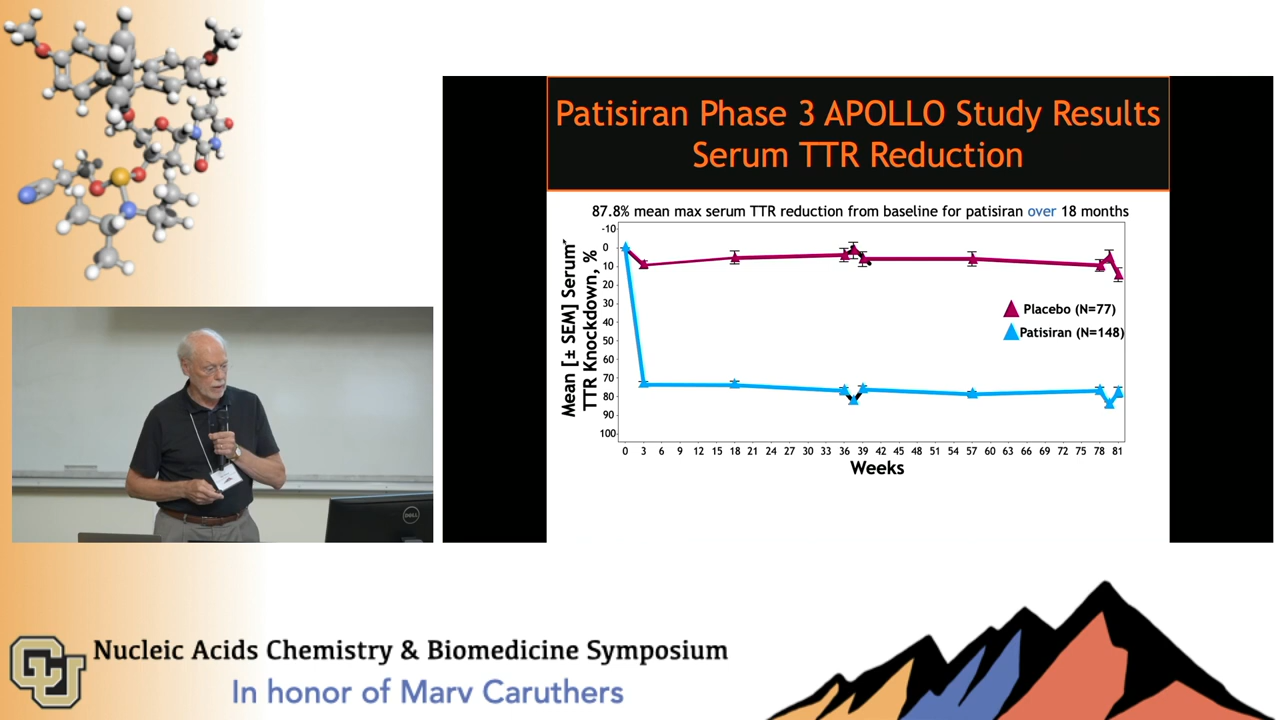 Patisiran Phase 3 APOLLO Study Results
Serum TTR Reduction
87.8% mean max serum TTR reduction from baseline for patisiran over 18 months
Mean [± SEM] Serum
TTR Knockdown, %
-10
0
10
20
30
40
50
60
70
80
90
100
Placebo (N=77)
Patisiran (N=148)
0 3 6 9 12 15 18 21 24 27 30 33 36 39 42 45 48 51 54 57 60 63 66 69 72 75 78 81
Weeks
DELL
CU
Nucleic Acids Chemistry & Biomedicine Symposium
In honor of Marv Caruthers